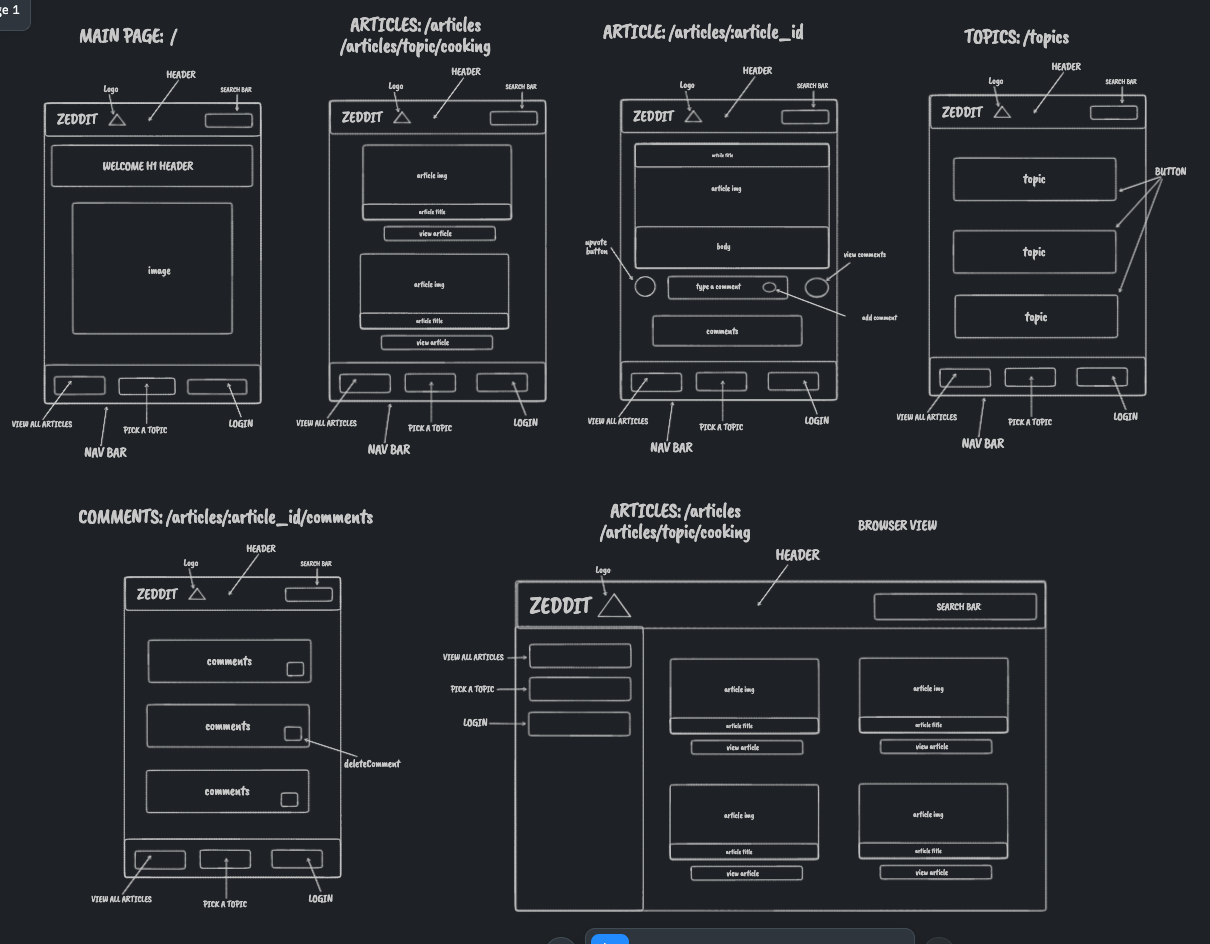 ge 1
MAIN PAGE: /
HEADER
Logo
SEARCH BAR
ZEDDIT
WELCOME H1 HEADER
image
VIEW ALL ARTICLES
PICK A TOPIC
LOGIN
NAV BAR
ARTICLES: /articles
/articles/topic/cooking
HEADER
Logo
SEARCH BAR
ZEDDIT
article img
article title
view article
article img
article title
view article
VIEW ALL ARTICLES
PICK A TOPIC
LOGIN
NAV BAR
ARTICLE: /articles/:article_id
HEADER
Logo
SEARCH BAR
ZEDDIT
article title
article img
body
upvote
button
view comments
type a comment
add comment
comments
VIEW ALL ARTICLES
PICK A TOPIC
LOGIN
NAV BAR
TOPICS: /topics
HEADER
Logo
SEARCH BAR
ZEDDIT
BUTTON
topic
topic
topic
VIEW ALL ARTICLES
PICK A TOPIC
LOGIN
NAV BAR
COMMENTS: /articles/:article_id/comments
HEADER
Logo
SEARCH BAR
ZEDDIT
comments
comments
deleteComment
comments
VIEW ALL ARTICLES
PICK A TOPIC
LOGIN
ARTICLES: /articles
/articles/topic/cooking
BROWSER VIEW
HEADER
Logo
ZEDDIT
SEARCH BAR
VIEW ALL ARTICLES
PICK A TOPIC
LOGIN
article img
article title
view article
article img
article title
view article
article img
article title
view article
article img
article title
view article